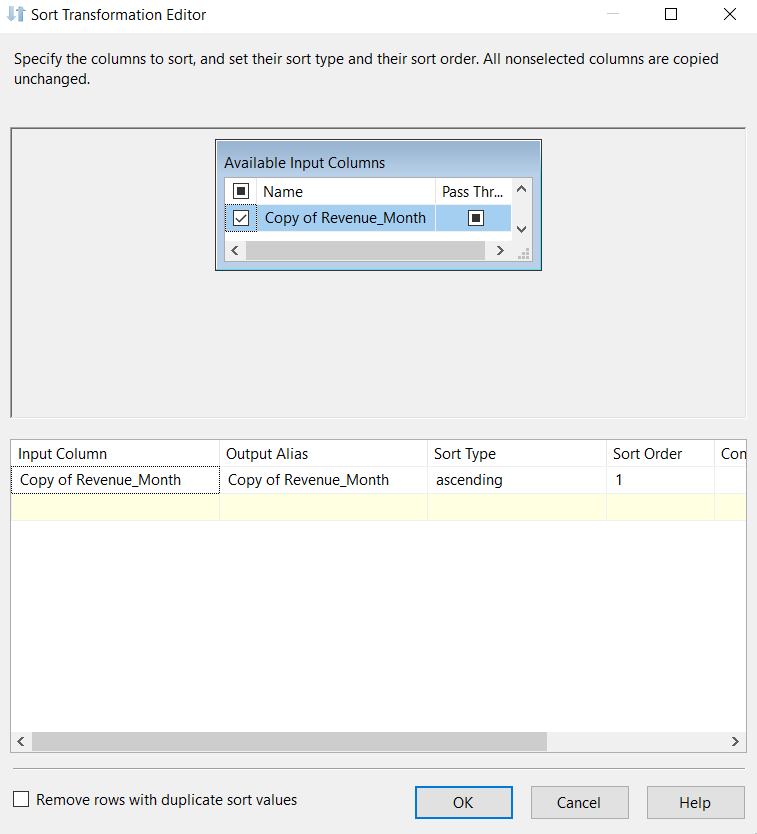 Sort Transformation Editor
Specify the columns to sort, and set their sort type and their sort order. All nonselected columns are copied
unchanged.
Available Input Columns
Name Pass Thr...
Copy of Revenue_Month
Input Column Output Alias Sort Type Sort Order Con
Copy of Revenue_Month Copy of Revenue_Month ascending 1
Remove rows with duplicate sort values
OK Cancel Help